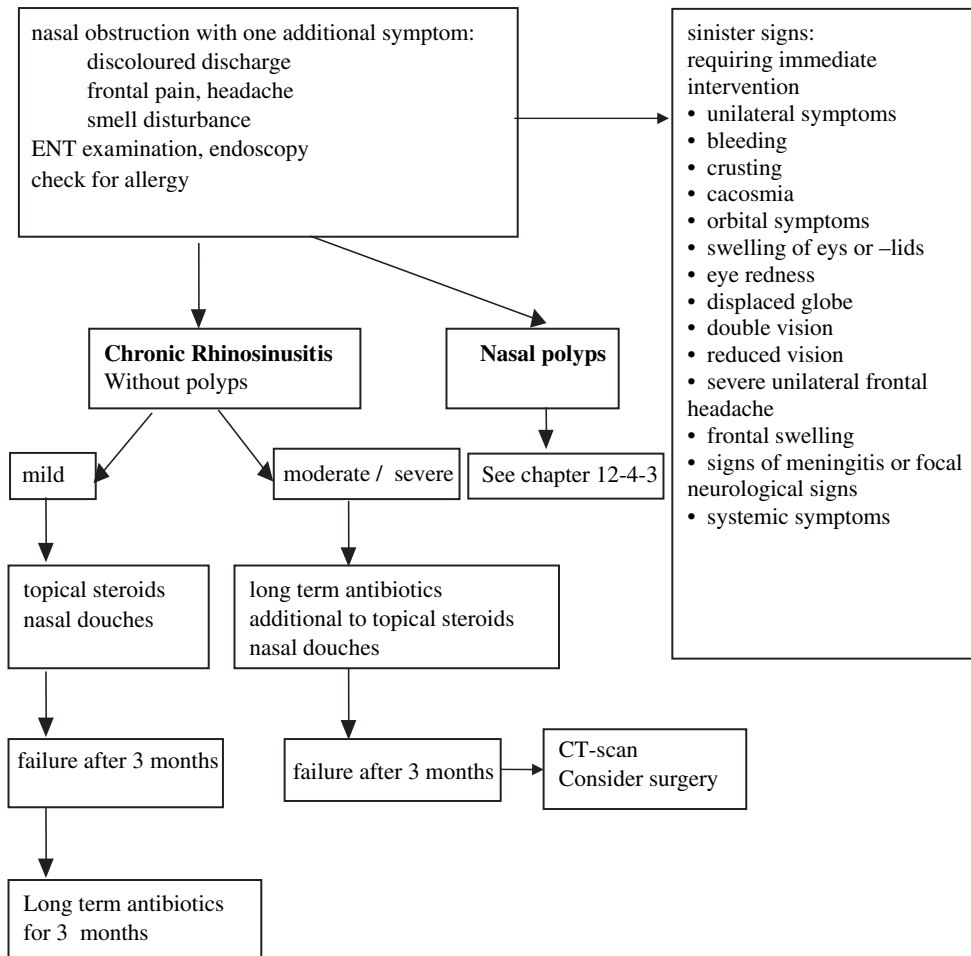 nasal obstruction with one additional symptom:
discoloured discharge
frontal pain, headache
smell disturbance
ENT examination, endoscopy
check for allergy
sinister signs:
requiring immediate
intervention
• unilateral symptoms
• bleeding
• crusting
• cacosmia
• orbital symptoms
• swelling of eys or –lids
• eye redness
• displaced globe
• double vision
• reduced vision
• severe unilateral frontal
headache
• frontal swelling
• signs of meningitis or focal
neurological signs
• systemic symptoms
Chronic Rhinosinusitis
Without polyps
Nasal polyps
mild
moderate / severe
See chapter 12-4-3
topical steroids
nasal douches
long term antibiotics
additional to topical steroids
nasal douches
failure after 3 months
failure after 3 months
CT-scan
Consider surgery
Long term antibiotics
for 3 months